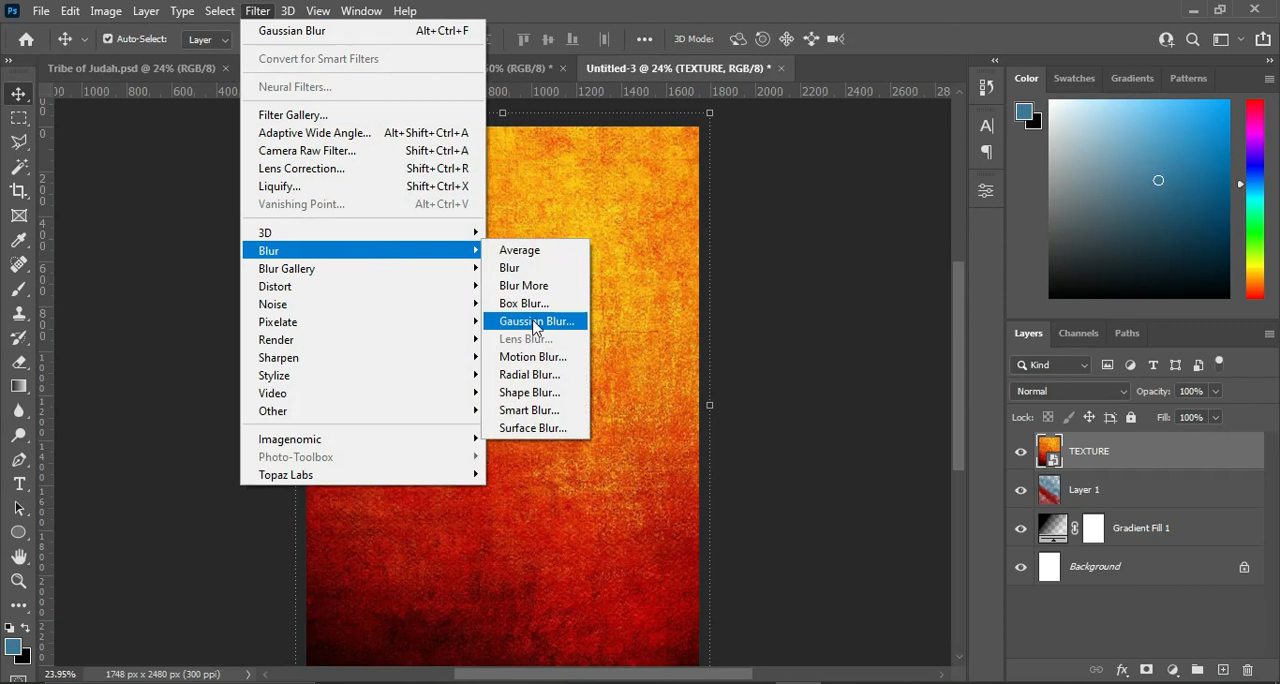 Ps File Edit Image Layer Type Select Filter 3D View Window Help
Auto-Select: Layer 3D Mode:
Tribe of Judah.psd @ 24% (RGB/8) × 0% (RGB/8) * × Untitled-3 @ 24% (TEXTURE, RGB/8) * ×
1000 800 600 400 800 1000 1200 1400 1600 1800 2000 2200 2400 2600 28
Gaussian Blur Alt+Ctrl+F
Convert for Smart Filters
Neural Filters...
Filter Gallery...
Adaptive Wide Angle... Alt+Shift+Ctrl+A
Camera Raw Filter... Shift+Ctrl+A
Lens Correction... Shift+Ctrl+R
Liquify... Shift+Ctrl+X
Vanishing Point... Alt+Ctrl+V
3D
Blur
Blur Gallery
Distort
Noise
Pixelate
Render
Sharpen
Stylize
Video
Other
Imagenomic
Photo-Toolbox
Topaz Labs
Average
Blur
Blur More
Box Blur...
Gaussian Blur...
Lens Blur...
Motion Blur...
Radial Blur...
Shape Blur...
Smart Blur...
Surface Blur...
Color Swatches Gradients Patterns
Layers Channels Paths
Kind
Normal Opacity: 100%
Lock: Fill: 100%
TEXTURE
Layer 1
Gradient Fill 1
Background
23.95% 1748 px x 2480 px (300 ppi)